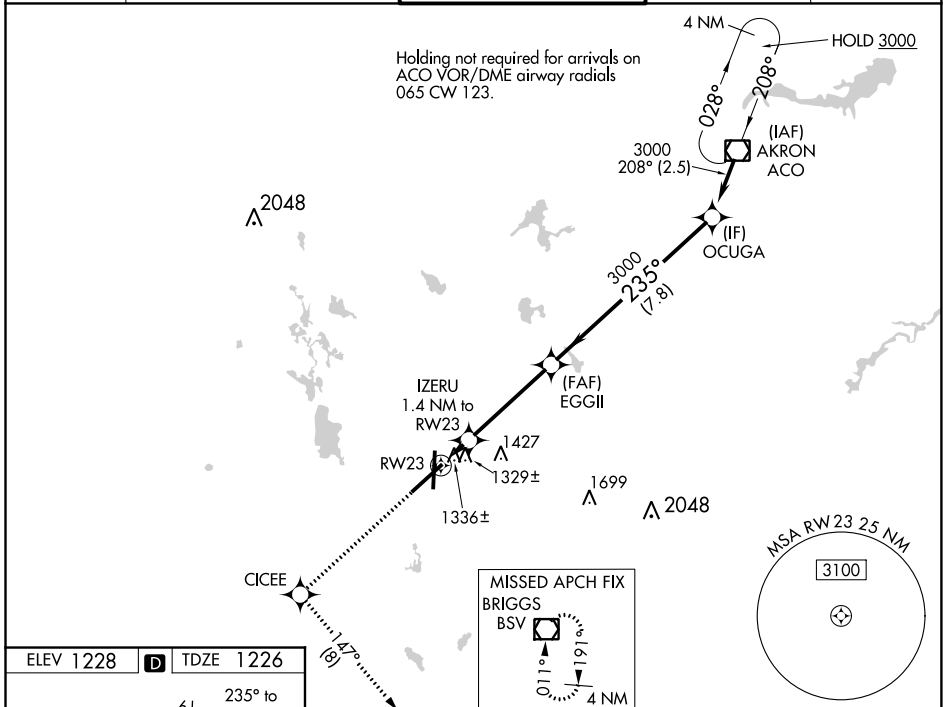 4 NM
HOLD 3000
Holding not required for arrivals on
ACO VOR/DME airway radials
065 CW 123.
028°
208°
(IAF)
AKRON
ACO
3000
208° (2.5)
2048
(IF)
OCUGA
3000
235°
(7.8)
(FAF)
EGGII
IZERU
1.4 NM to
RW23
1427
RW23
1329±
1336±
1699
2048
MSA RW 23 25 NM
3100
CICEE
147°
(8)
MISSED APCH FIX
BRIGGS
BSV
011°
191°
4 NM
ELEV 1228 D TDZE 1226
235° to